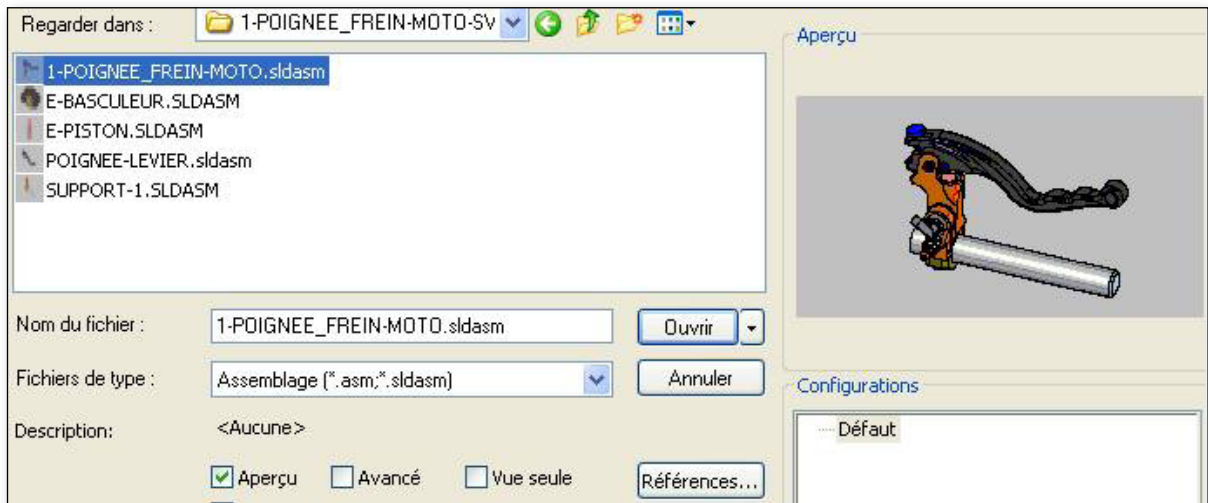 Regarder dans :
1-POIGNEE_FREIN-MOTO-SV
Aperçu
1-POIGNEE_FREIN-MOTO.sldasm
E-BASCULEUR.SLDASM
E-PISTON.SLDASM
POIGNEE-LEVIER.sldasm
SUPPORT-1.SLDASM
Nom du fichier :
1-POIGNEE_FREIN-MOTO.sldasm
Ouvrir
Fichiers de type :
Assemblage (*.asm;*.sldasm)
Annuler
Configurations
Défaut
Description:
<Aucune>
Aperçu
Avancé
Vue seule
Références...